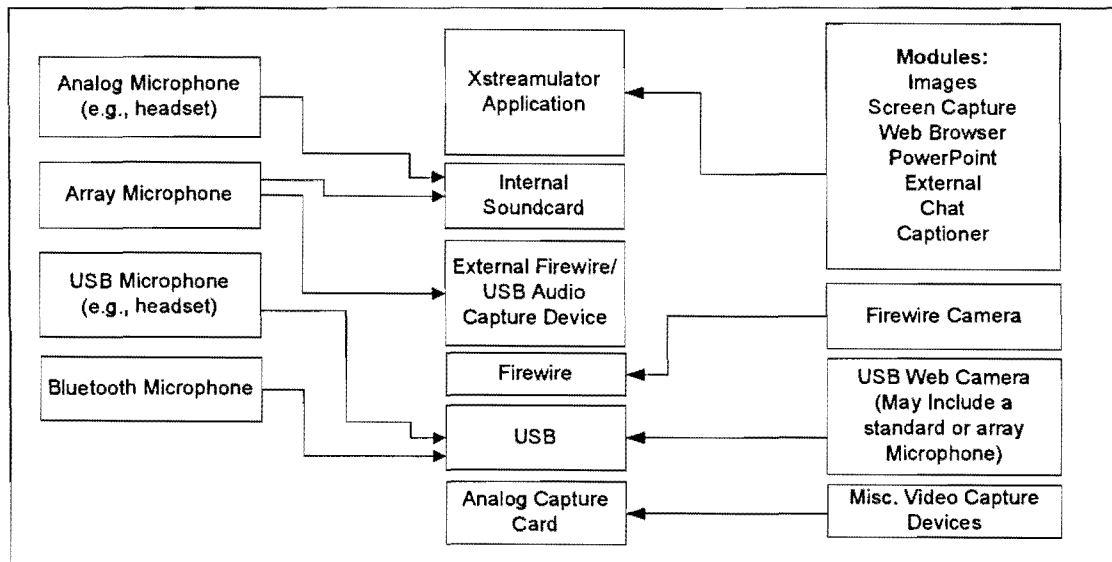 Analog Microphone
(e.g., headset)
Array Microphone
USB Microphone
(e.g., headset)
Bluetooth Microphone
Xstreamulator
Application
Internal
Soundcard
External Firewire/
USB Audio
Capture Device
Firewire
USB
Analog Capture
Card
Modules:
Images
Screen Capture
Web Browser
PowerPoint
External
Chat
Captioner
Firewire Camera
USB Web Camera
(May Include a
standard or array
Microphone)
Misc. Video Capture
Devices